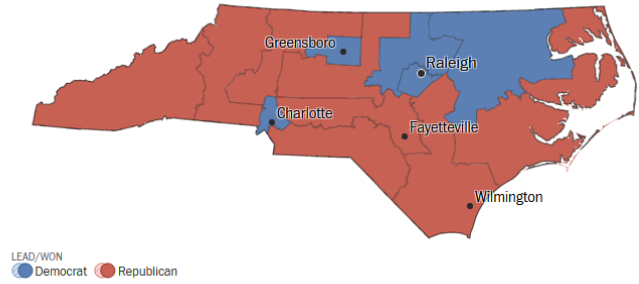 Greensboro
Raleigh
Charlotte
Fayetteville
Wilmington
LEAD/WON
Democrat Republican